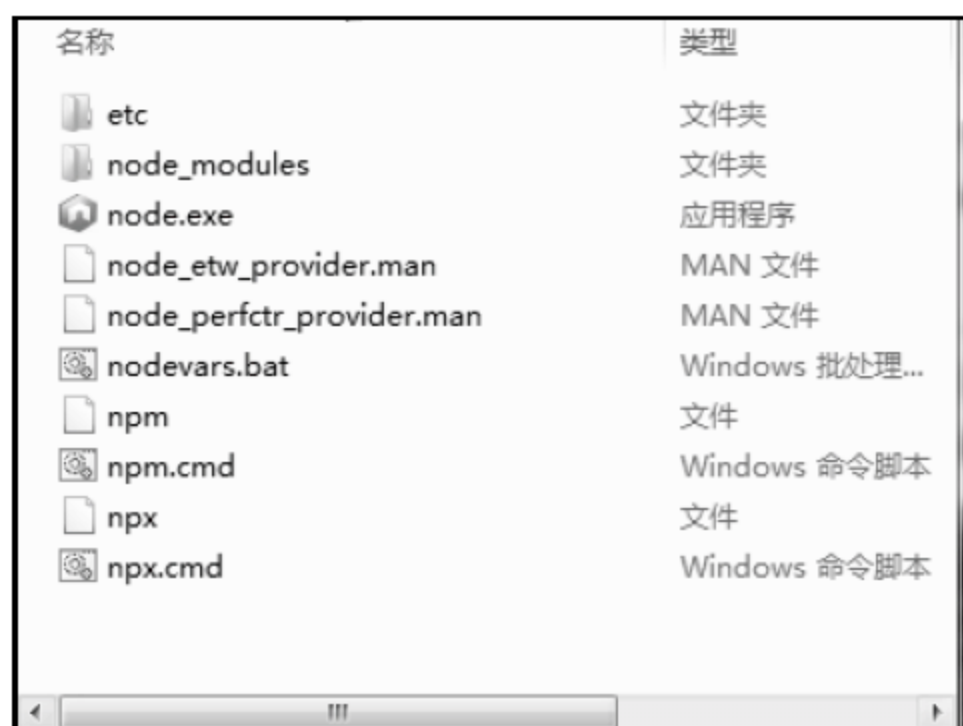 名称 类型
etc 文件夹
node_modules 文件夹
node.exe 应用程序
node_etw_provider.man MAN 文件
node_perfctr_provider.man MAN 文件
nodevars.bat Windows 批处理...
npm 文件
npm.cmd Windows 命令脚本
npx 文件
npx.cmd Windows 命令脚本